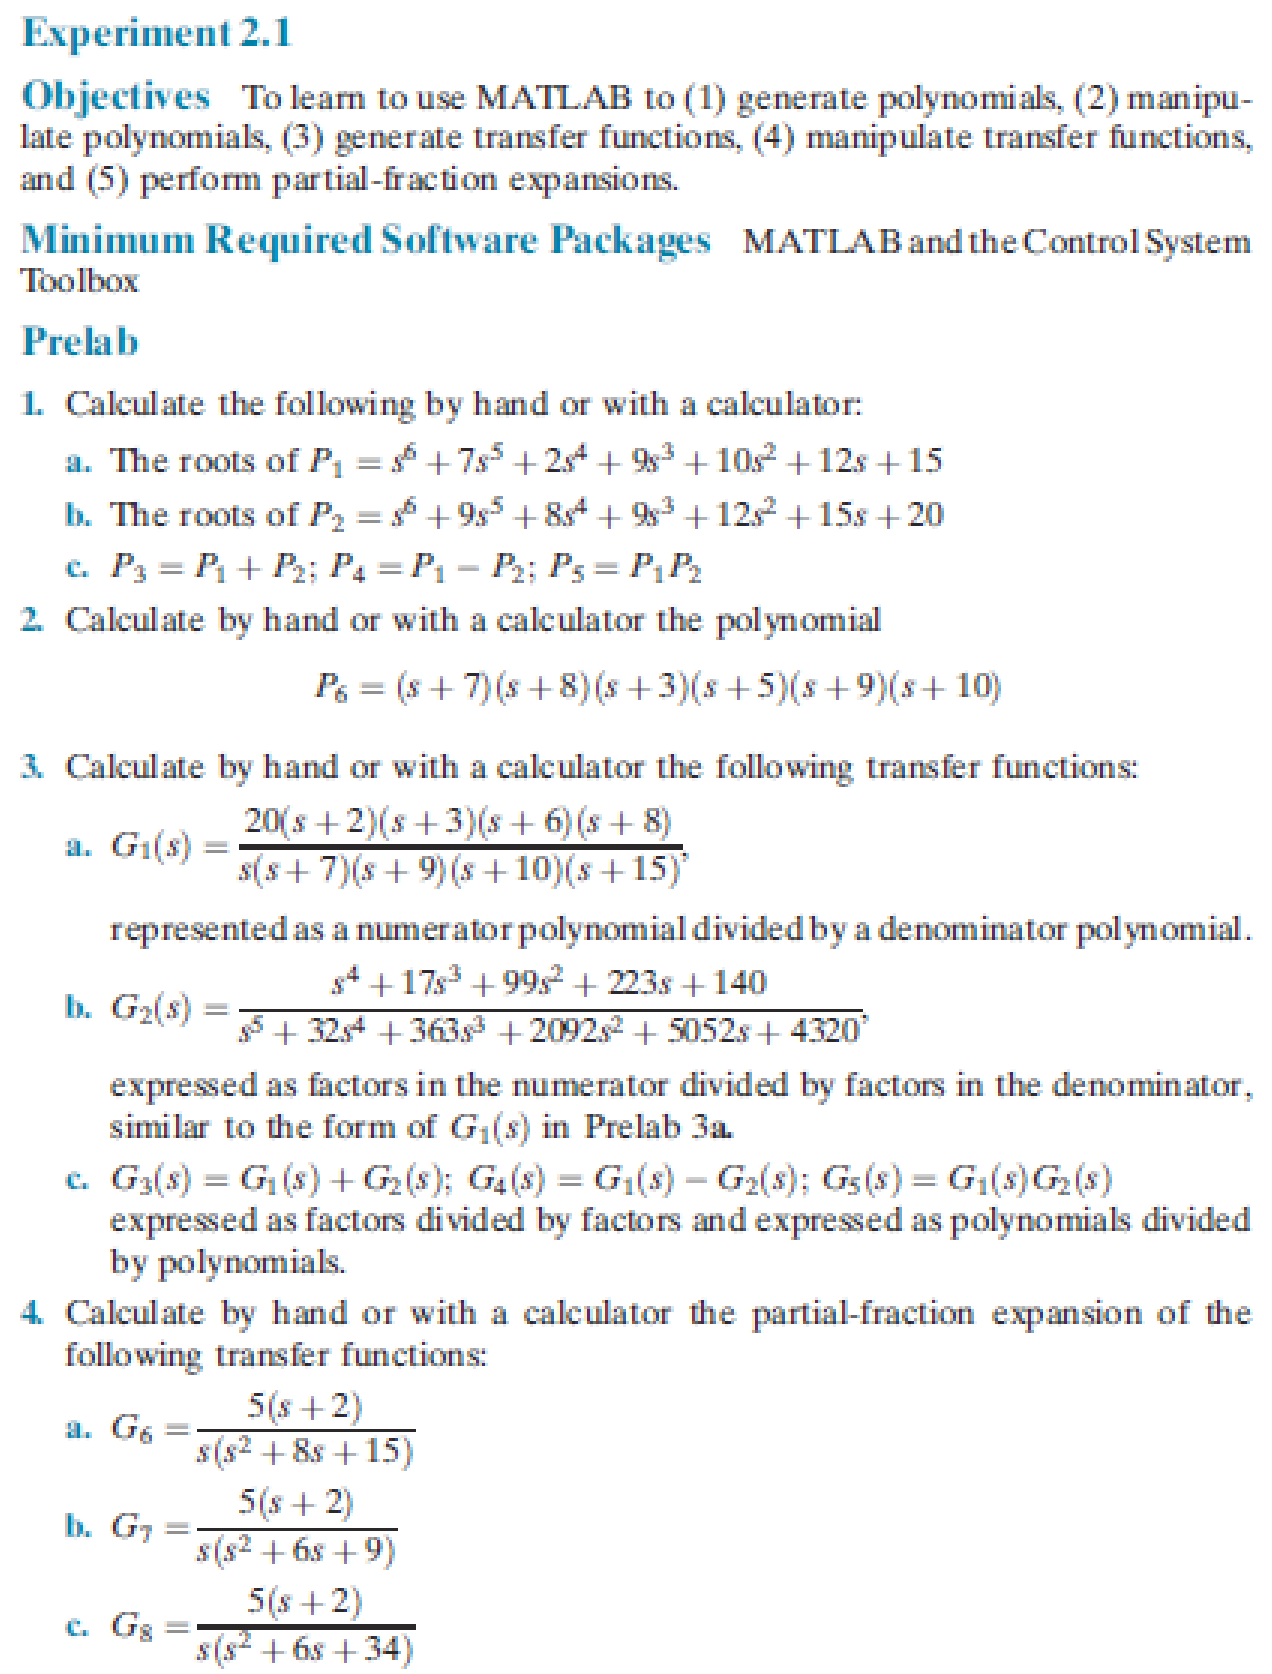 Experiment 2.1
Objectives To learn to use MATLAB to (1) generate polynomials, (2) manipu-
late polynomials, (3) generate transfer functions, (4) manipulate transfer functions,
and (5) perform partial-fraction expansions.
Minimum Required Software Packages MATLAB and the Control System
Toolbox
Prelab
1. Calculate the following by hand or with a calculator:
a. The roots of P₁ = s⁶ + 7s⁵ + 2s⁴ + 9s³ + 10s² + 12s + 15
b. The roots of P₂ = s⁶ + 9s⁵ + 8s⁴ + 9s³ + 12s² + 15s + 20
c. P₃ = P₁ + P₂; P₄ = P₁ − P₂; P₅ = P₁P₂
2. Calculate by hand or with a calculator the polynomial
P₆ = (s + 7)(s + 8)(s + 3)(s + 5)(s + 9)(s + 10)
3. Calculate by hand or with a calculator the following transfer functions:
20(s + 2)(s + 3)(s + 6)(s + 8)
a. G₁(s) =
s(s + 7)(s + 9)(s + 10)(s + 15),
represented as a numerator polynomial divided by a denominator polynomial.
s⁴ + 17s³ + 99s² + 223s + 140
b. G₂(s) =
s⁵ + 32s⁴ + 363s³ + 2092s² + 5052s + 4320,
expressed as factors in the numerator divided by factors in the denominator,
similar to the form of G₁(s) in Prelab 3a.
c. G₃(s) = G₁(s) + G₂(s); G₄(s) = G₁(s) − G₂(s); G₅(s) = G₁(s)G₂(s)
expressed as factors divided by factors and expressed as polynomials divided
by polynomials.
4. Calculate by hand or with a calculator the partial-fraction expansion of the
following transfer functions:
5(s + 2)
a. G₆ =
s(s² + 8s + 15)
5(s + 2)
b. G₇ =
s(s² + 6s + 9)
5(s + 2)
c. G₈ =
s(s² + 6s + 34)